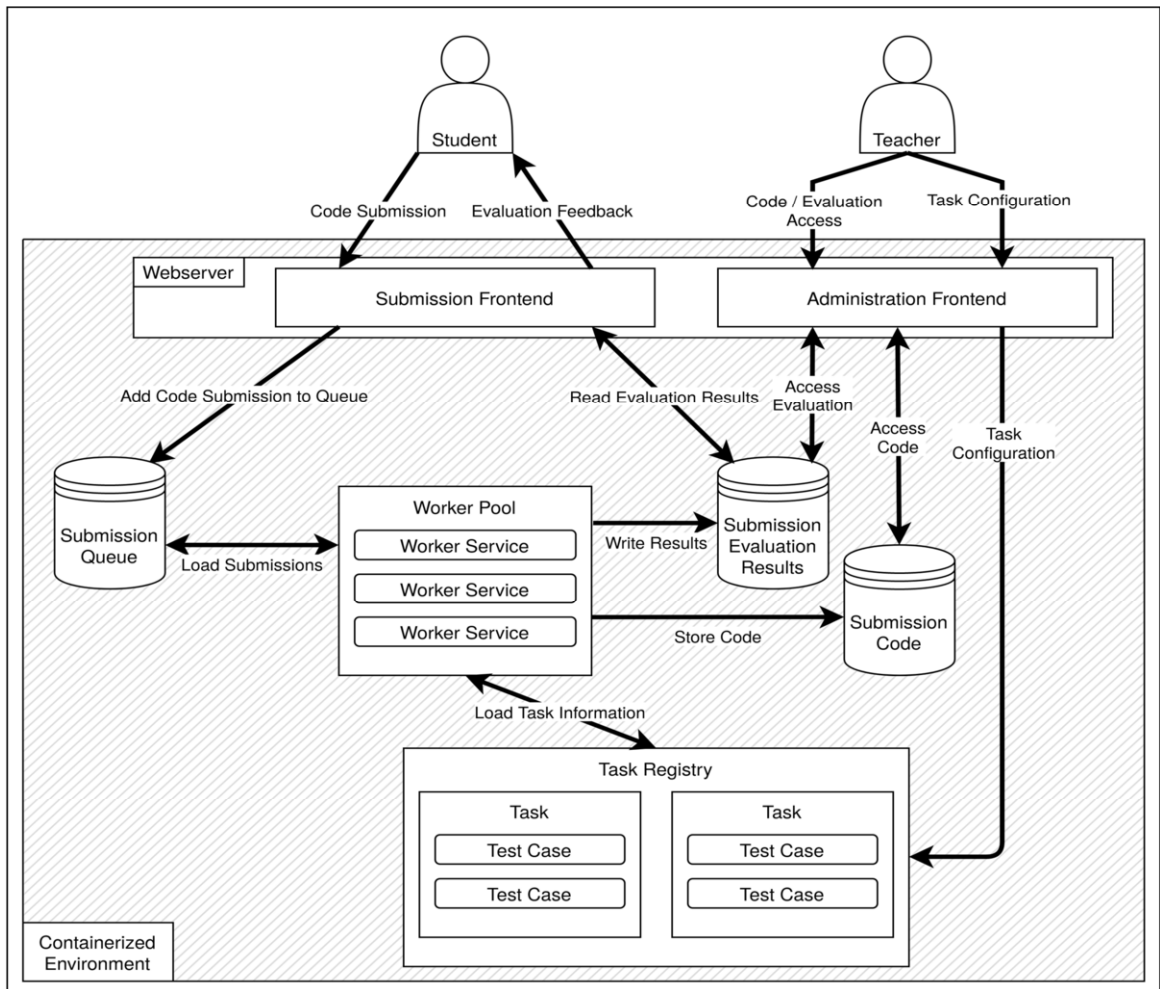 Student
Teacher
Code Submission
Evaluation Feedback
Code / Evaluation
Access
Task Configuration
Webserver
Submission Frontend
Administration Frontend
Add Code Submission to Queue
Read Evaluation Results
Access
Evaluation
Access
Code
Task
Configuration
Submission
Queue
Load Submissions
Worker Pool
Worker Service
Worker Service
Worker Service
Write Results
Submission
Evaluation
Results
Store Code
Submission
Code
Load Task Information
Task Registry
Task
Test Case
Test Case
Task
Test Case
Test Case
Containerized
Environment